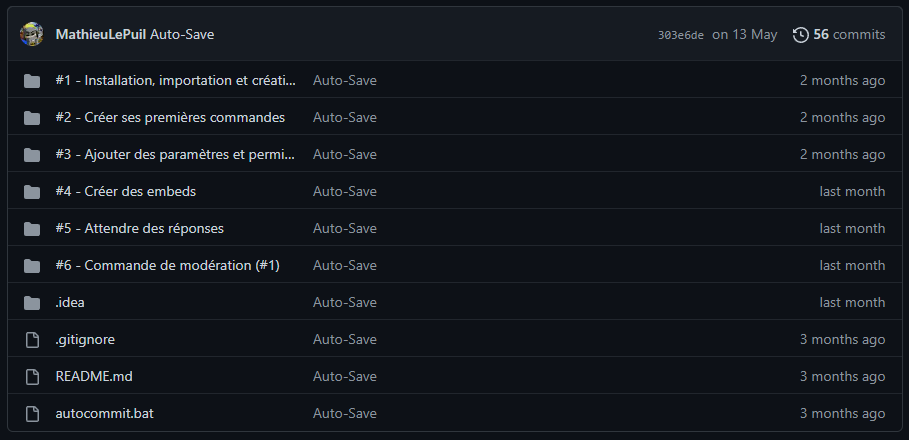 MathieuLePuil Auto-Save 303e6de on 13 May 56 commits
#1 - Installation, importation et créati... Auto-Save 2 months ago
#2 - Créer ses premières commandes Auto-Save 2 months ago
#3 - Ajouter des paramètres et permi... Auto-Save 2 months ago
#4 - Créer des embeds Auto-Save last month
#5 - Attendre des réponses Auto-Save last month
#6 - Commande de modération (#1) Auto-Save last month
.idea Auto-Save last month
.gitignore Auto-Save 3 months ago
README.md Auto-Save 3 months ago
autocommit.bat Auto-Save 3 months ago